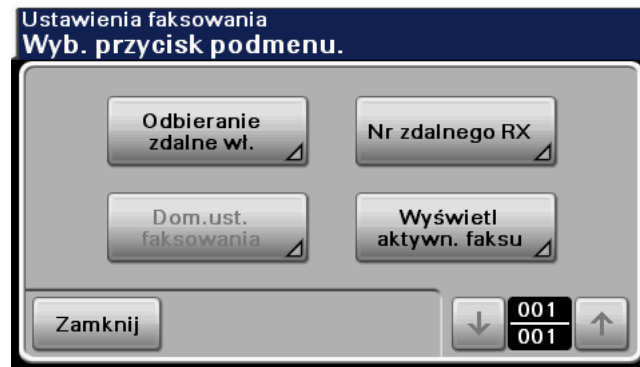 Ustawienia faksowania
Wyb. przycisk podmenu.
Odbieranie
zdalne wł.
Nr zdalnego RX
Dom.ust.
faksowania
Wyświetl
aktywn. faksu
Zamknij
001
001